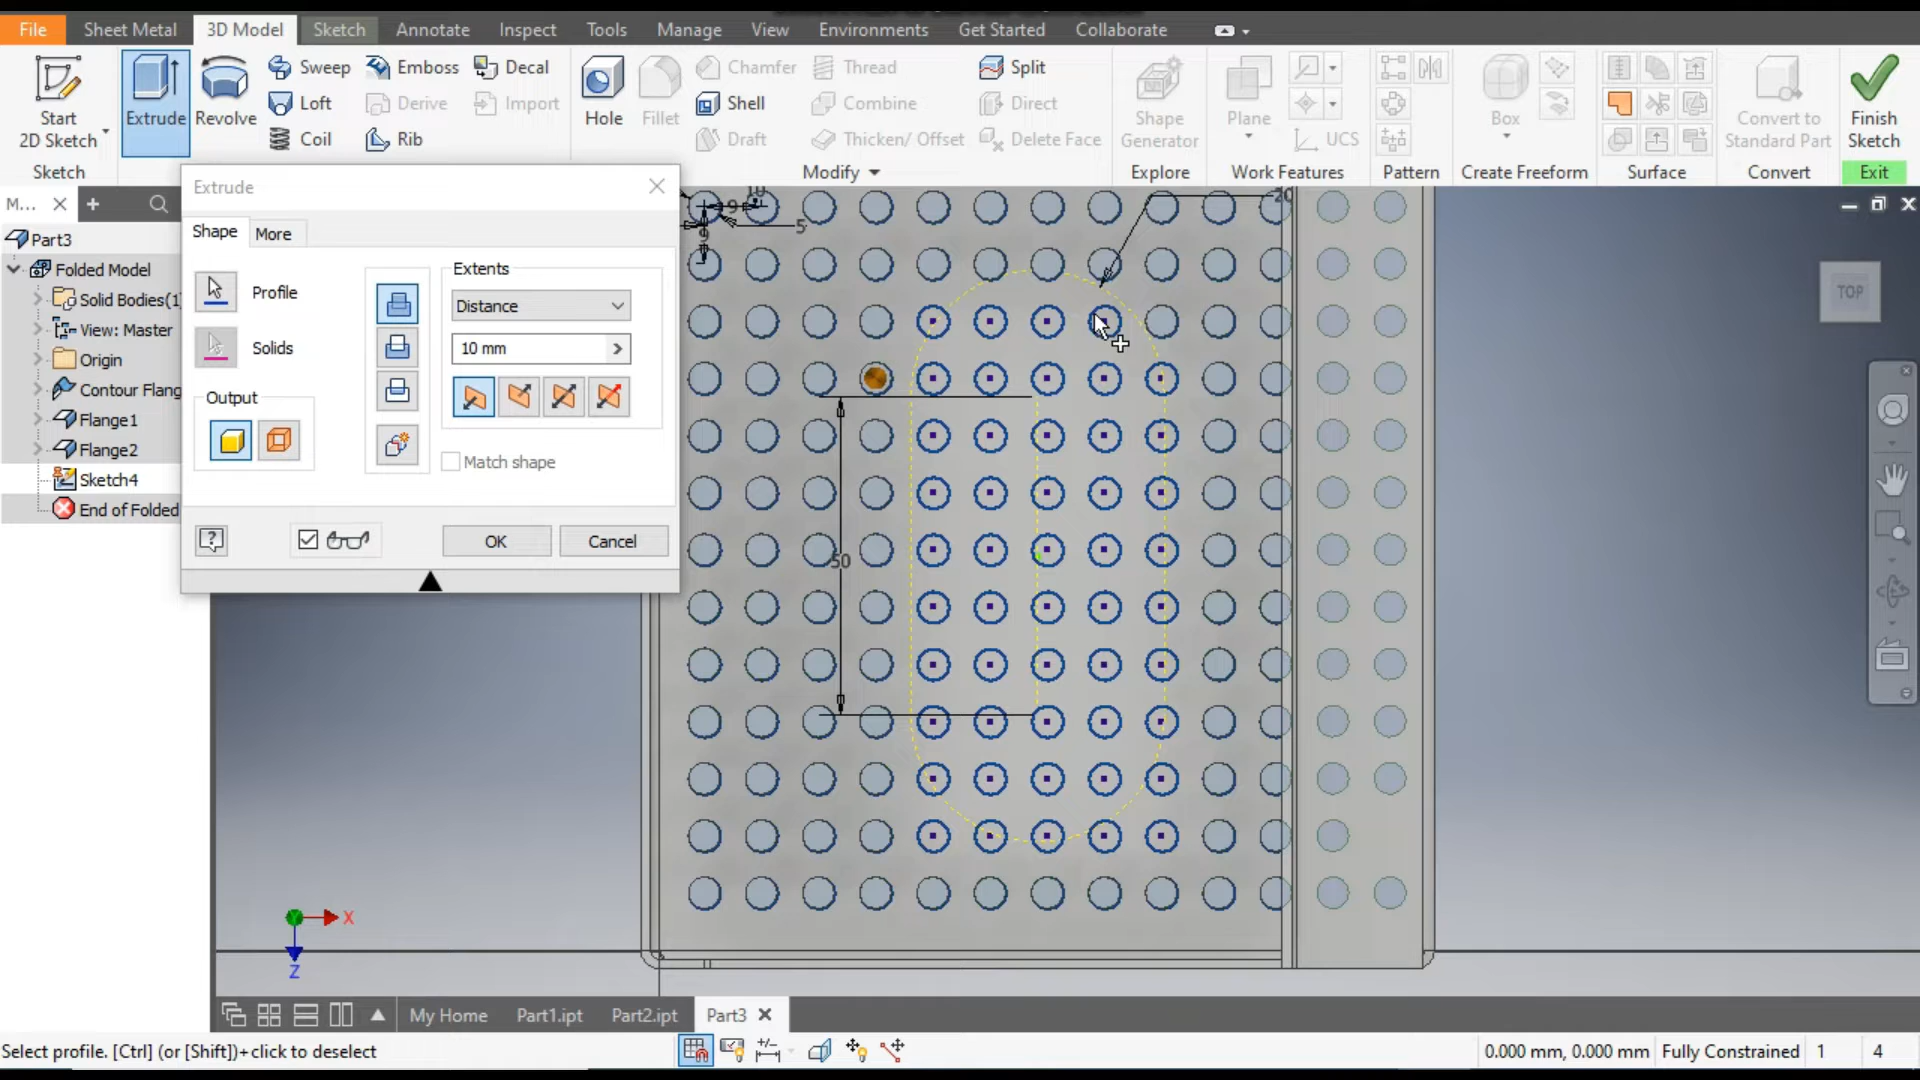 File Sheet Metal 3D Model Sketch Annotate Inspect Tools Manage View Environments Get Started Collaborate
Start
2D Sketch
Sketch
Extrude
Revolve
Sweep
Loft
Coil
Emboss
Derive
Rib
Decal
Import
Hole
Fillet
Chamfer
Shell
Draft
Thread
Combine
Thicken/ Offset
Split
Direct
Delete Face
Modify
Shape
Generator
Explore
Plane
UCS
Work Features
Pattern
Box
Create Freeform
Surface
Convert to
Standard Part
Convert
Finish
Sketch
Exit
M...
Part3
Folded Model
Solid Bodies(1
View: Master
Origin
Contour Flang
Flange1
Flange2
Sketch4
End of Folded
Extrude
Shape More
Profile
Solids
Output
Extents
Distance
10 mm
Match shape
OK Cancel
10
9
5
9
20
50
TOP
X
Z
My Home Part1.ipt Part2.ipt Part3
Select profile. [Ctrl] (or [Shift])+click to deselect
0.000 mm, 0.000 mm Fully Constrained 1 4